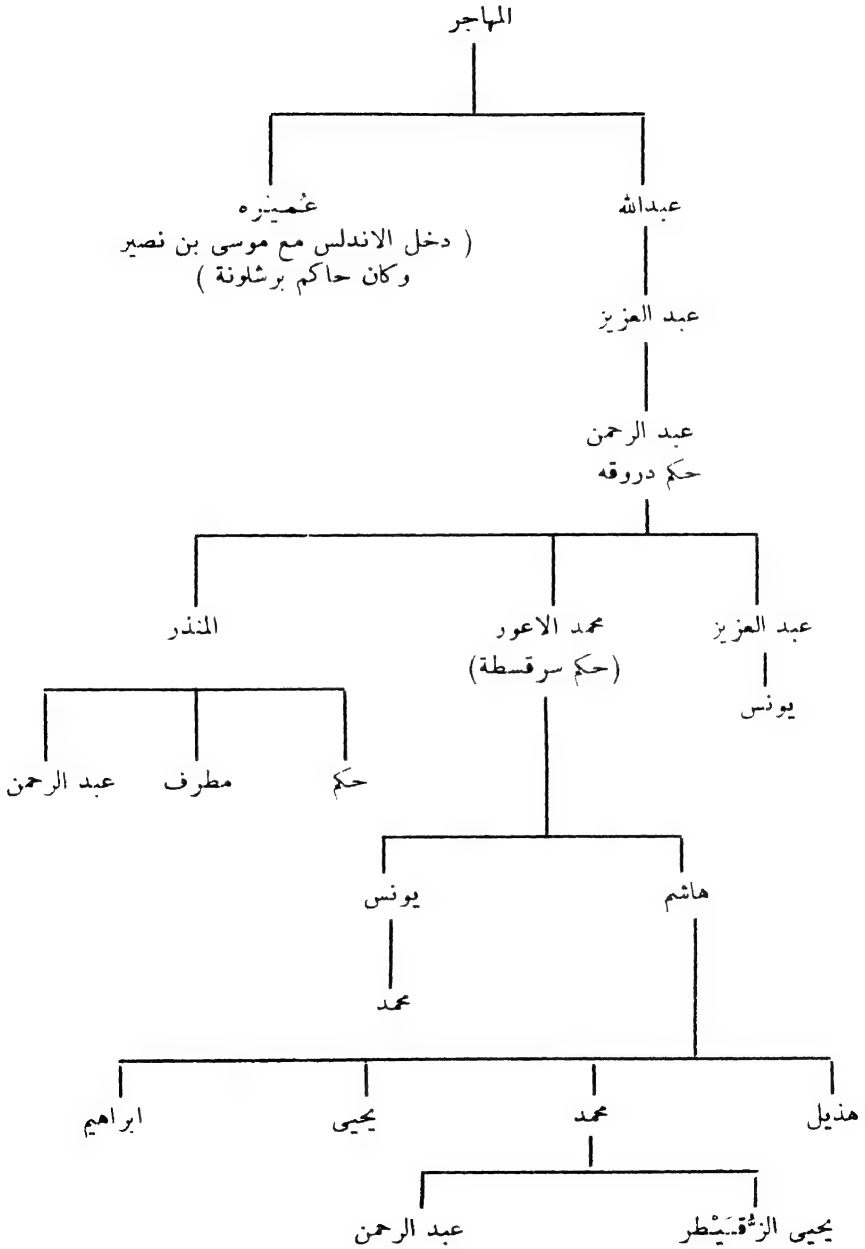 المهاجر
عبدالله
عُميره
( دخل الاندلس مع موسى بن نصير
وكان حاكم برشلونة )
عبد العزيز
عبد الرحمن
حكم دروقه
عبد العزيز
محمد الاعور
المنذر
(حكم سرقسطة)
يونس
حكم
مطرف
عبد الرحمن
هاشم
يونس
محمد
هذيل
محمد
يحيى
ابراهيم
يحيى الزُّقَيْطر
عبد الرحمن